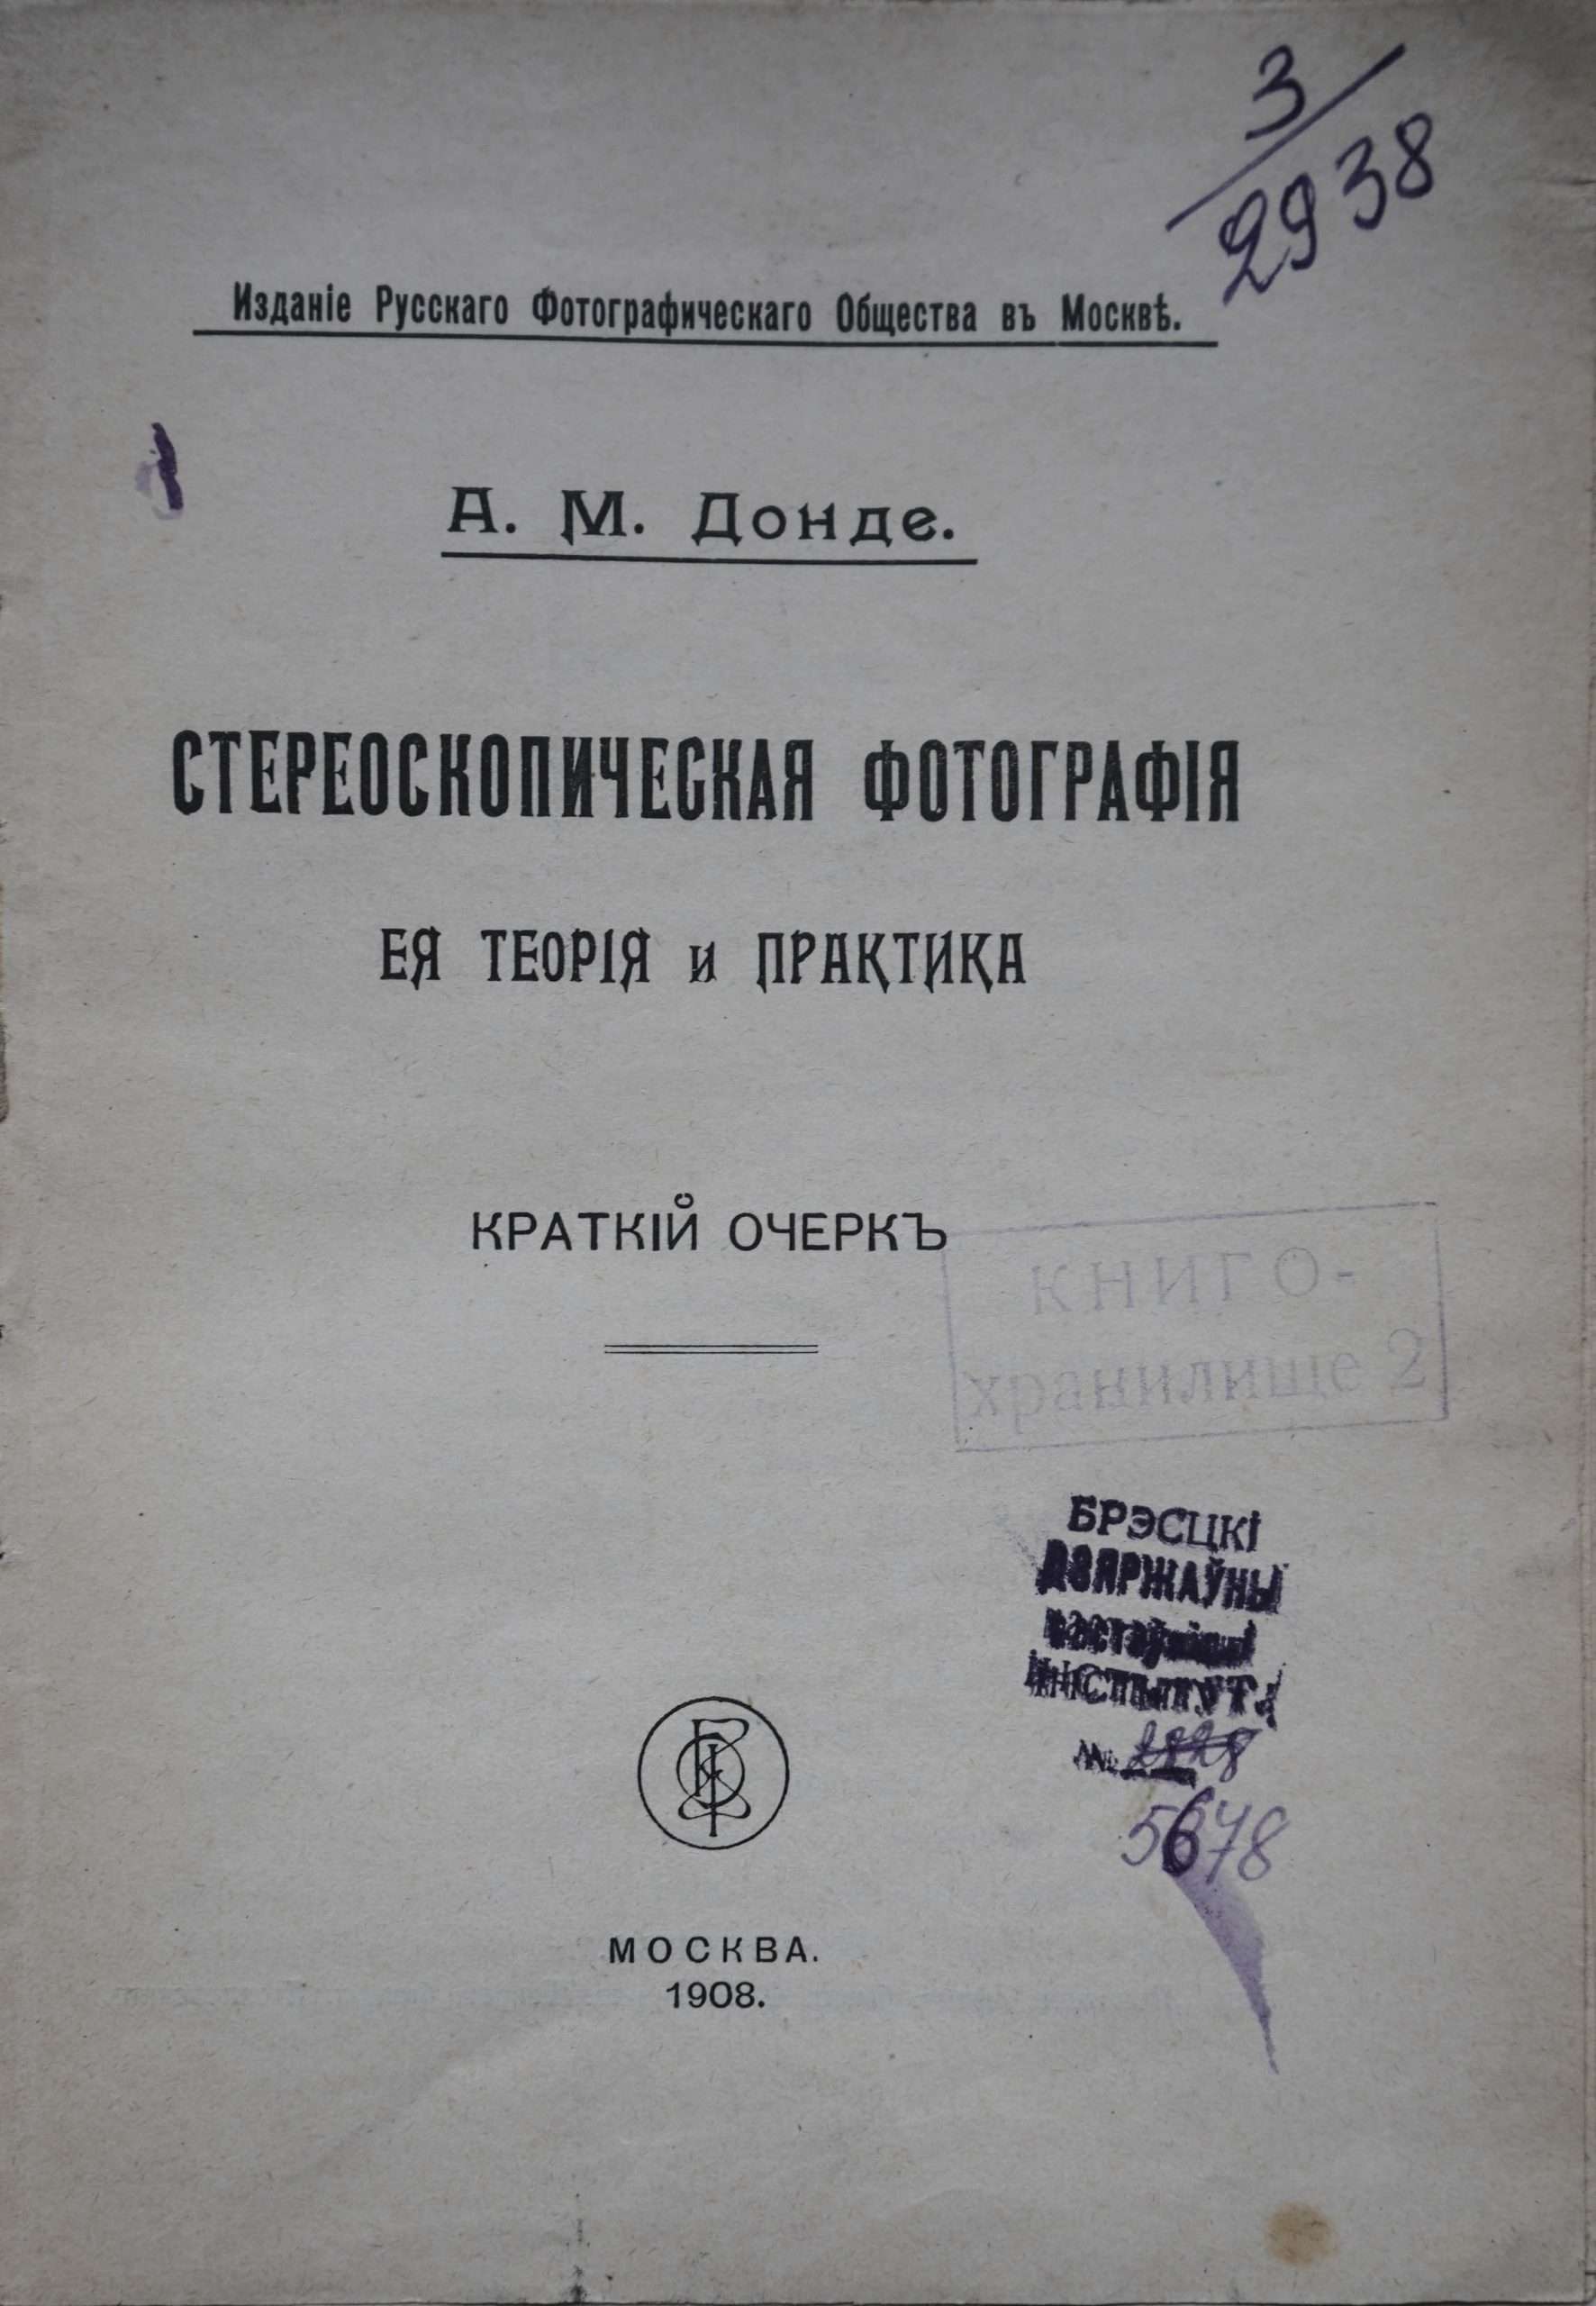 3/2938
Изданіе Русскаго Фотографическаго Общества въ Москвѣ.
А. М. Донде.
СТЕРЕОСКОПИЧЕСКАЯ ФОТОГРАФІЯ
ЕЯ ТЕОРІЯ и ПРАКТИКА
КРАТКІЙ ОЧЕРКЪ
КНИГО-
хранилище 2
БРЭСЦКІ
ДЗЯРЖАЎНЫ
ІНСТЫТУТ
№
5678
МОСКВА.
1908.